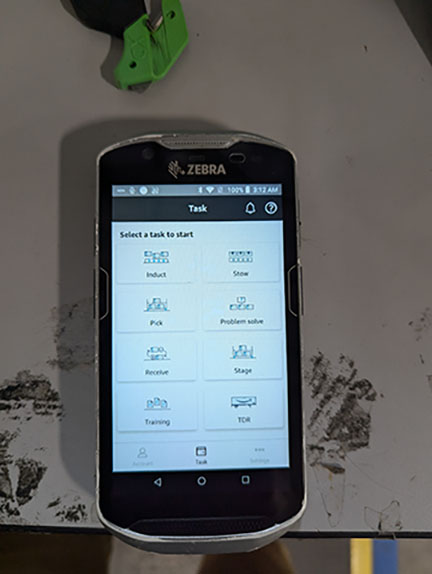 ZEBRA
100% 3:12 AM
Task
Select a task to start
Induct
Stow
Pick
Problem solve
Receive
Stage
Training
TDR
Account
Task
Settings